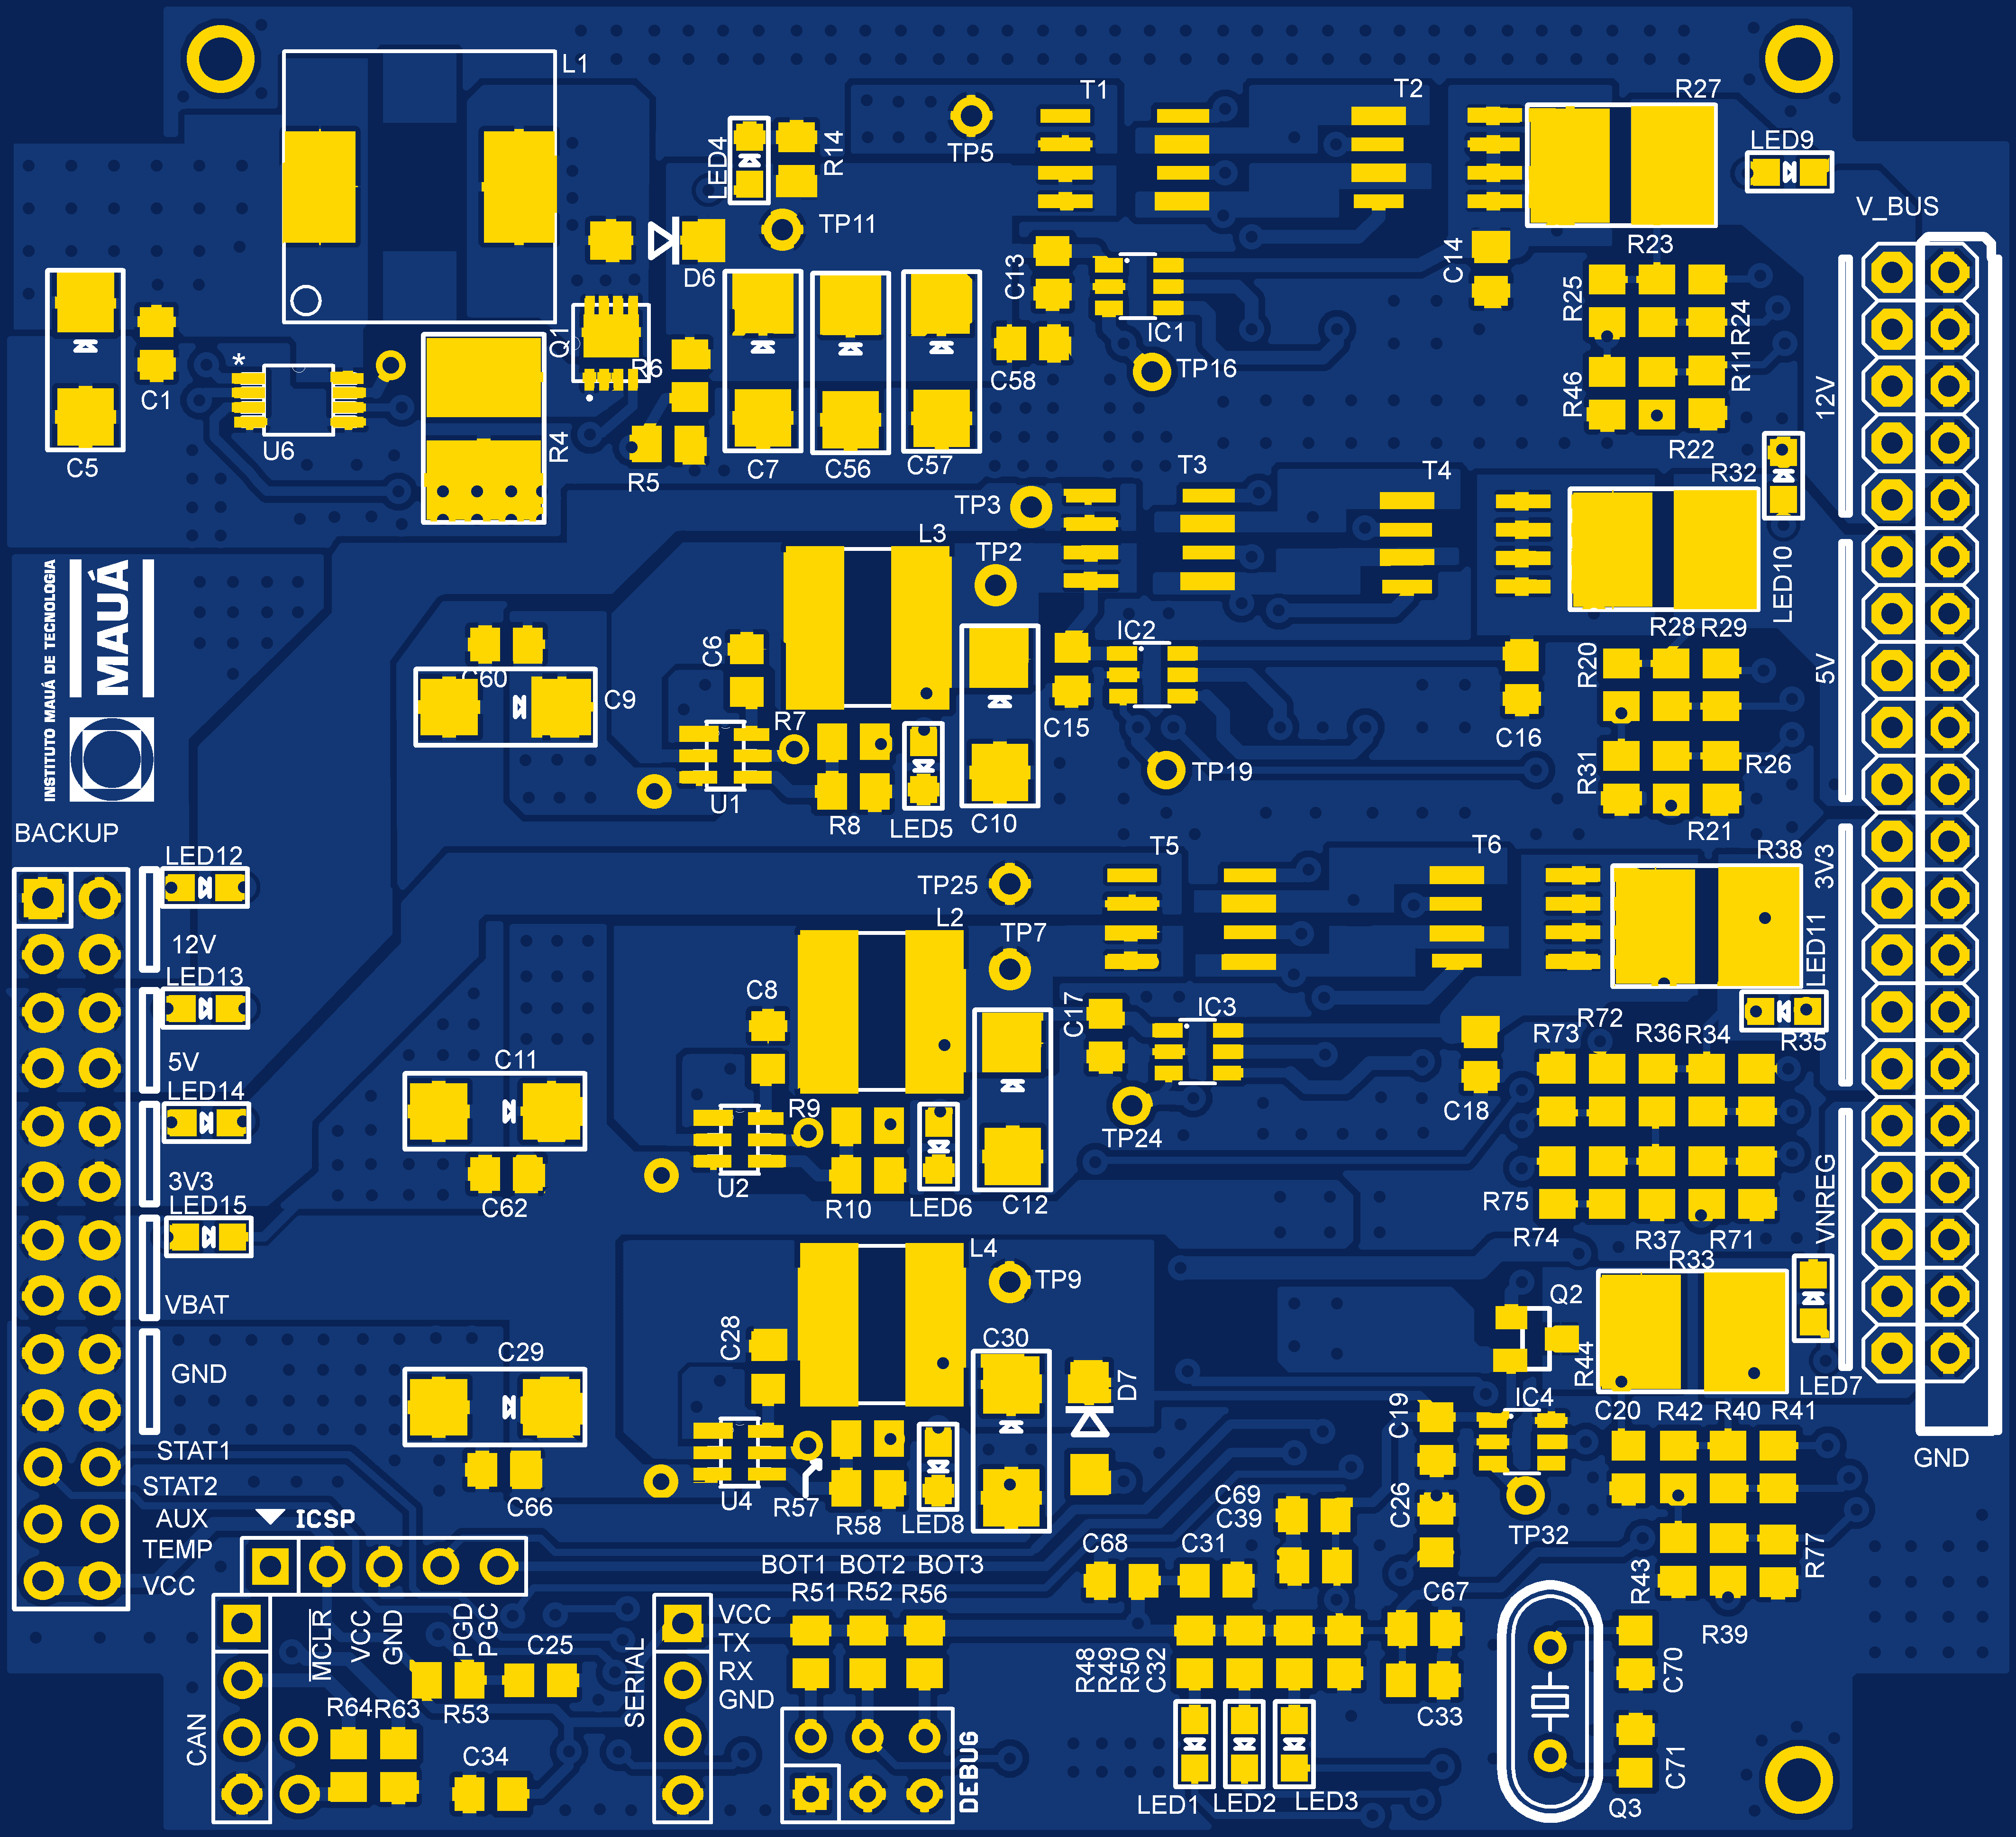 L1
T1
T2
R27
LED4
R14
TP5
LED9
TP11
V_BUS
D6
C13
C14
R23
R25
R24
IC1
Q1
R6
TP16
C58
R11
*
C1
R46
12V
U6
R4
C5
R5
C7
C56
C57
R22
T3
T4
R32
TP3
L3
TP2
LED10
INSTITUTO MAUÁ DE TECNOLOGIA
MAUÁ
IC2
R28
R29
C6
R20
5V
C60
C9
R7
C15
C16
TP19
R31
R26
U1
R8
LED5
C10
R21
BACKUP
LED12
T5
T6
R38
3V3
TP25
L2
TP7
12V
LED11
LED13
C8
C17
IC3
R73
R72
R36
R34
R35
5V
C11
LED14
R9
TP24
C18
3V3
U2
LED15
C62
R10
LED6
C12
R75
R74
R37
R71
VNREG
L4
R33
TP9
VBAT
Q2
C28
C30
C29
D7
R44
GND
LED7
C19
IC4
C20
R42
R40
R41
STAT1
GND
STAT2
C66
U4
R57
R58
LED8
C69
C39
C26
AUX
ICSP
TP32
TEMP
BOT1 BOT2 BOT3
C68
C31
VCC
R51
R52
R56
R43
R77
MCLR
VCC
GND
PGD
PGC
VCC
TX
RX
GND
C67
R39
C25
SERIAL
R48
R49
R50
C32
C70
R64
R63
R53
C33
CAN
C34
DEBUG
C71
LED1
LED2
LED3
Q3